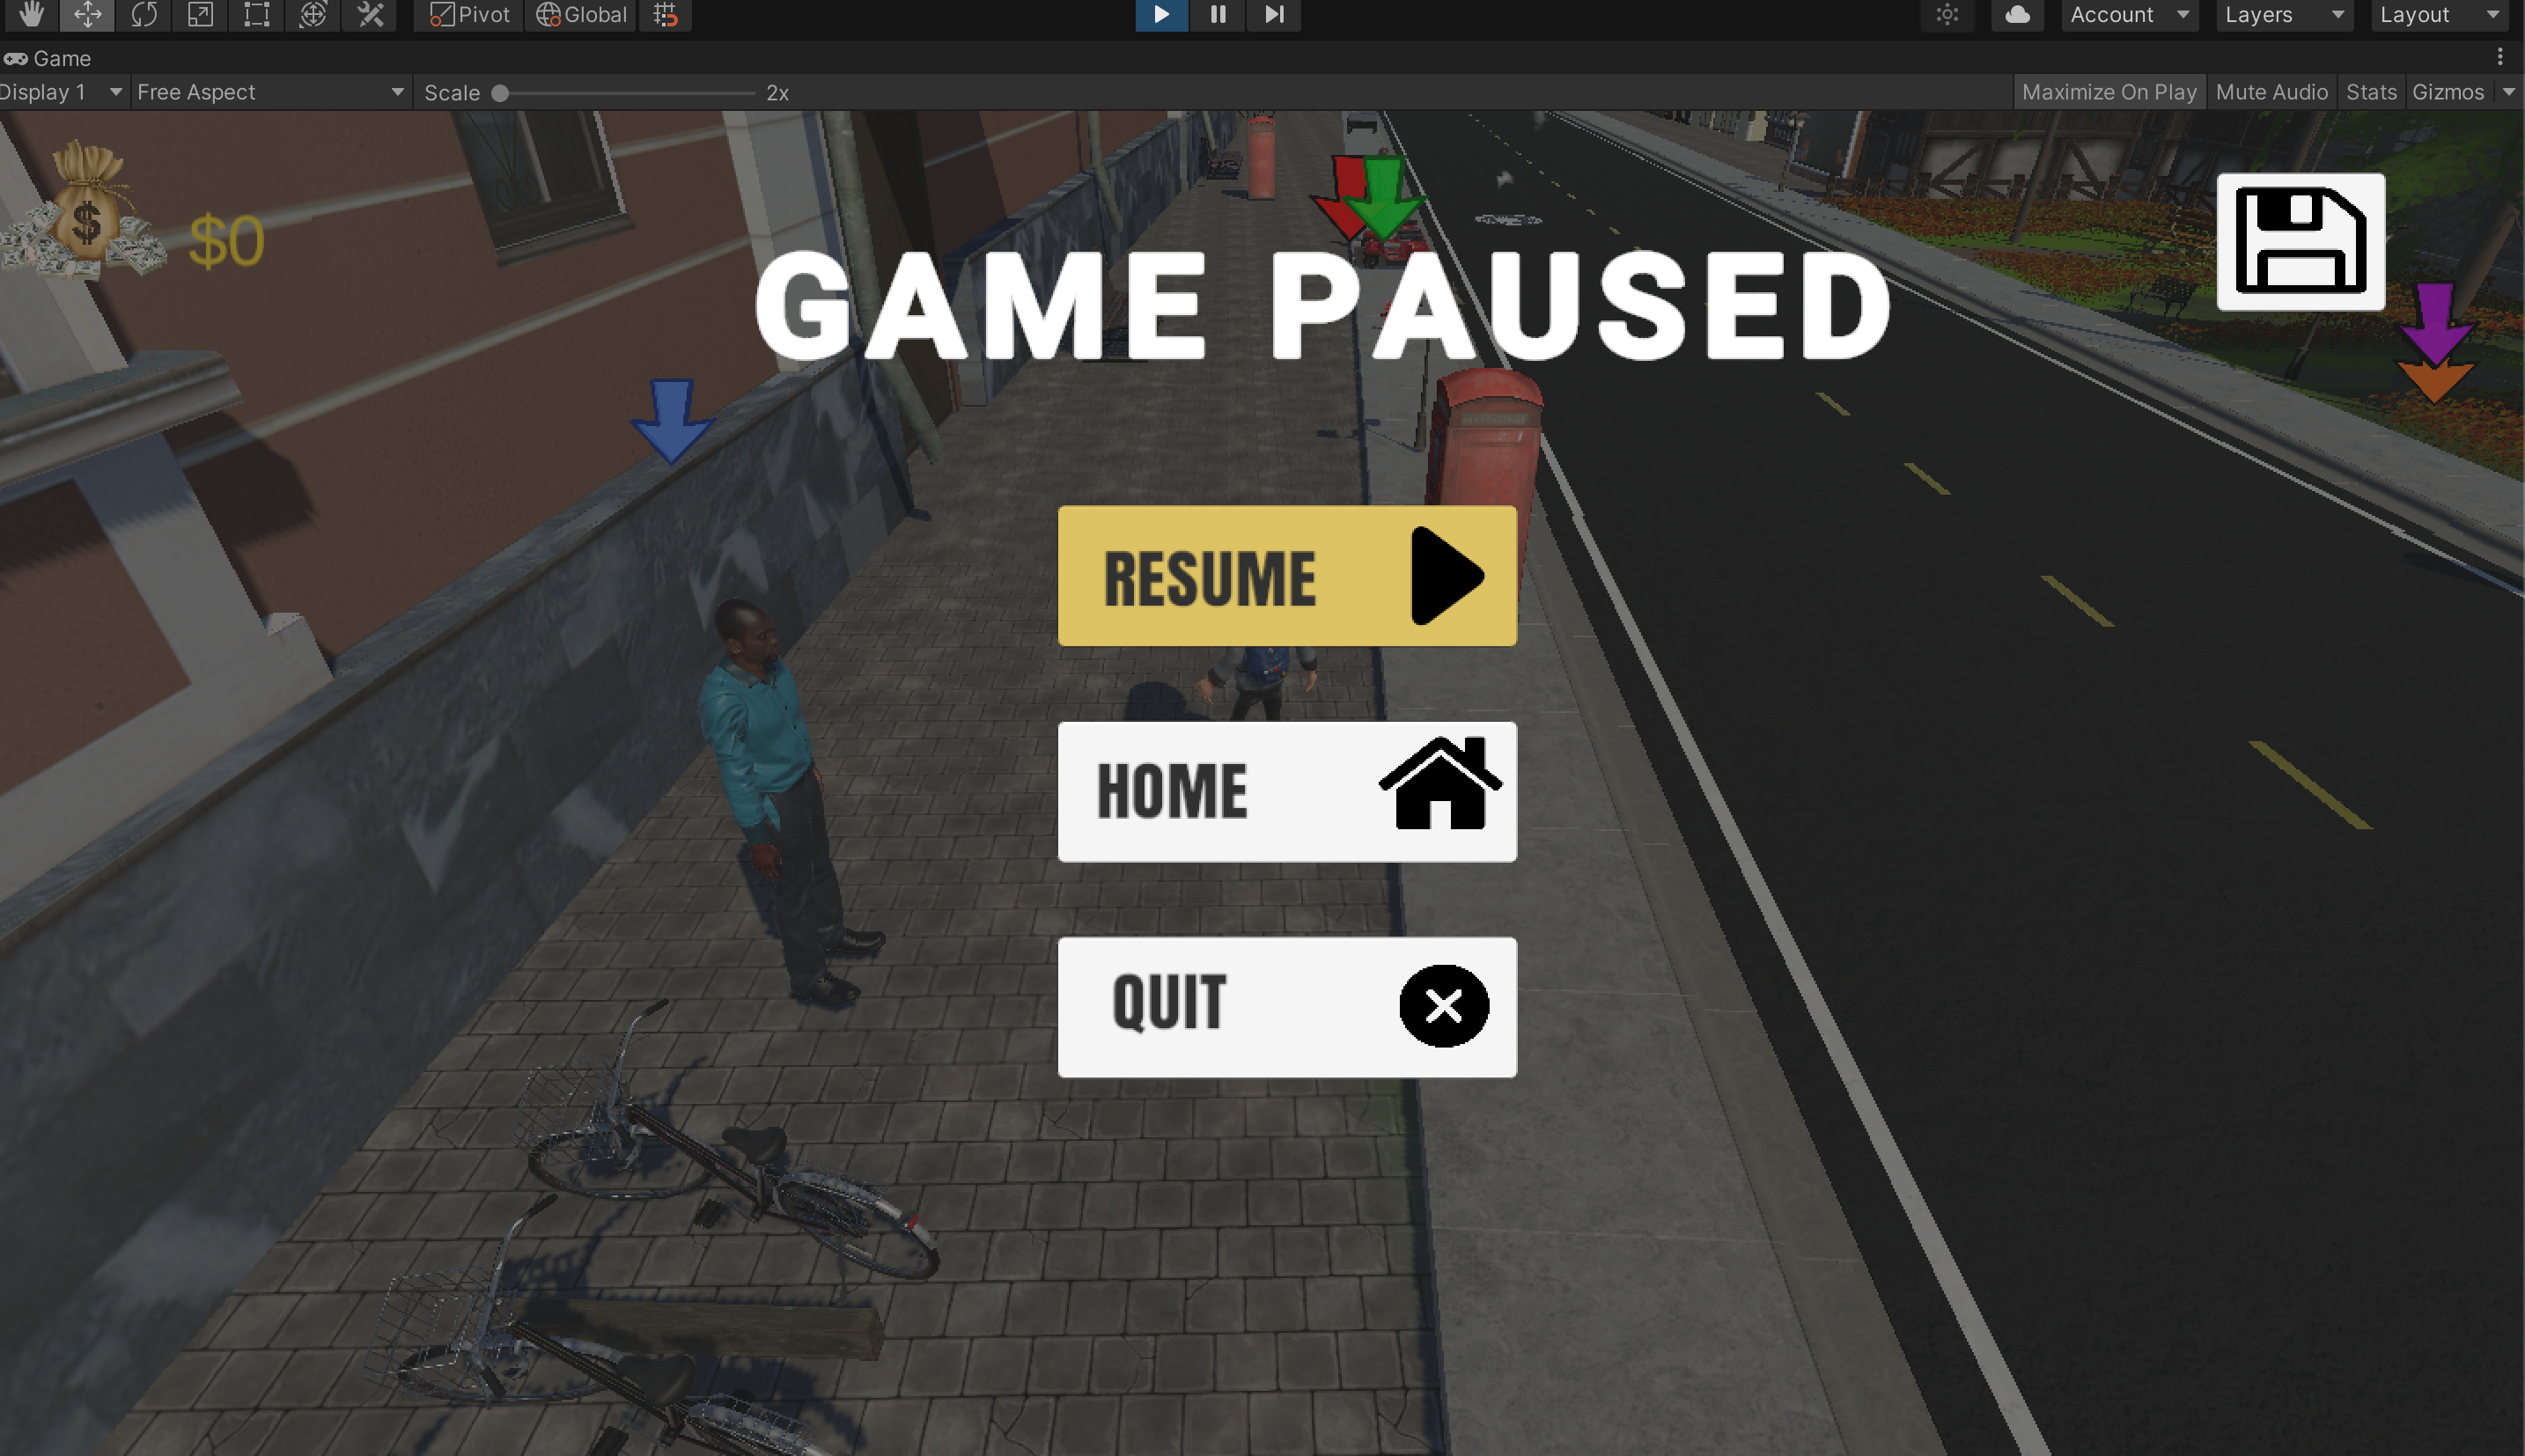 Pivot Global Account Layers Layout
Game
Display 1 Free Aspect Scale 2x Maximize On Play Mute Audio Stats Gizmos
$
$0
GAME PAUSED
RESUME
HOME
QUIT